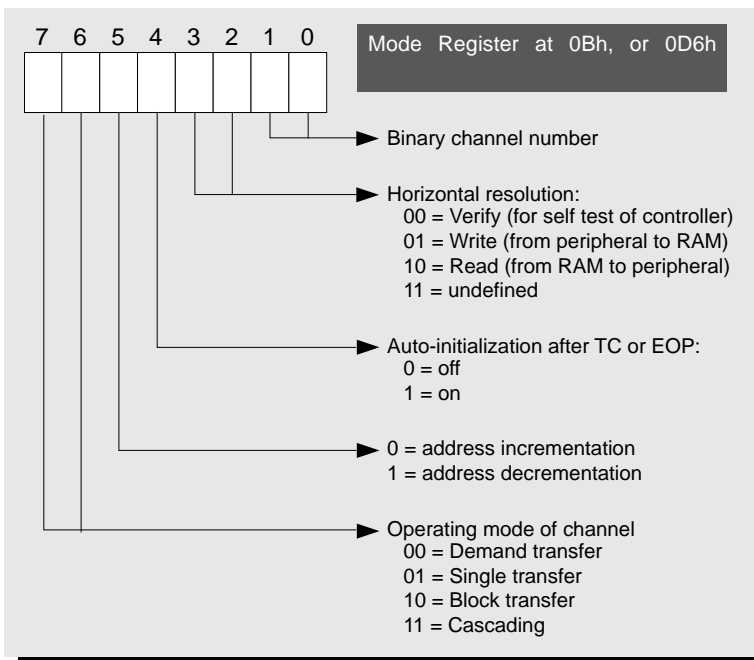 7 6 5 4 3 2 1 0
Mode Register at 0Bh, or 0D6h
Binary channel number
Horizontal resolution:
00 = Verify (for self test of controller)
01 = Write (from peripheral to RAM)
10 = Read (from RAM to peripheral)
11 = undefined
Auto-initialization after TC or EOP:
0 = off
1 = on
0 = address incrementation
1 = address decrementation
Operating mode of channel
00 = Demand transfer
01 = Single transfer
10 = Block transfer
11 = Cascading